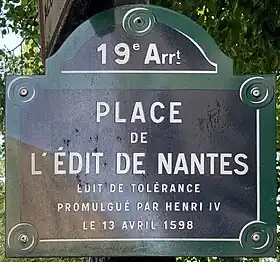 19e Arrt
PLACE
DE
L'ÉDIT DE NANTES
ÉDIT DE TOLÉRANCE
PROMULGUÉ PAR HENRI IV
LE 13 AVRIL 1598